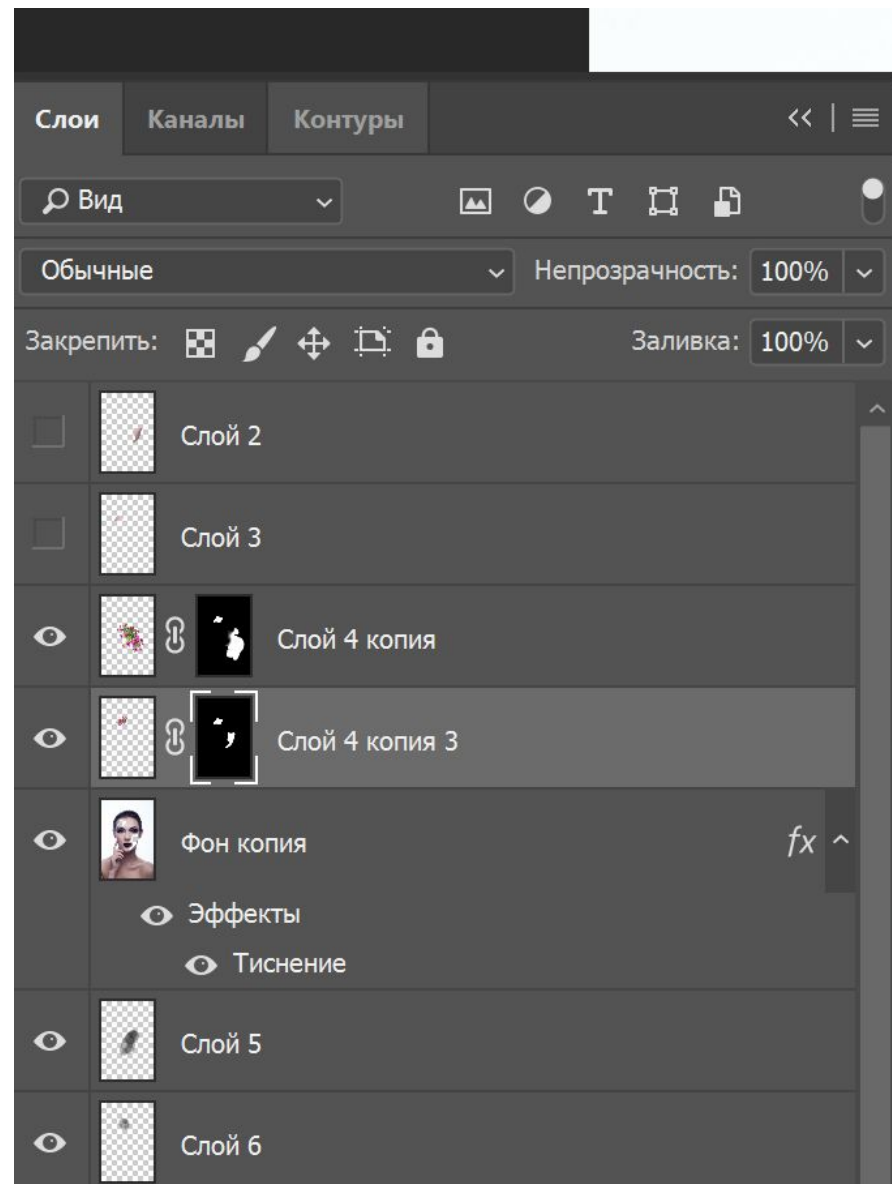 Слои Каналы Контуры
Вид
Обычные Непрозрачность: 100%
Закрепить: Заливка: 100%
Слой 2
Слой 3
Слой 4 копия
Слой 4 копия 3
Фон копия fx
Эффекты
Тиснение
Слой 5
Слой 6